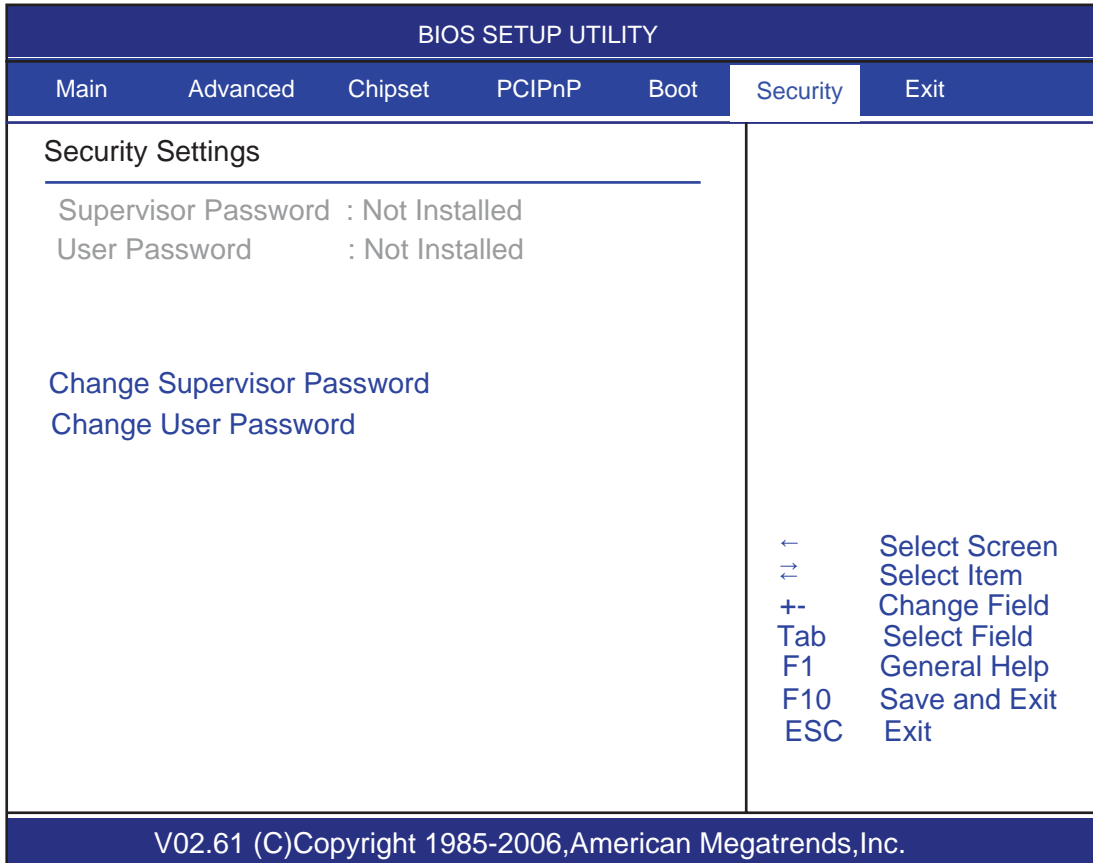 BIOS SETUP UTILITY
Main Advanced Chipset PCIPnP Boot Security Exit
Security Settings
Supervisor Password : Not Installed
User Password : Not Installed
Change Supervisor Password
Change User Password
← Select Screen
⇄ Select Item
+- Change Field
Tab Select Field
F1 General Help
F10 Save and Exit
ESC Exit
V02.61 (C)Copyright 1985-2006,American Megatrends,Inc.